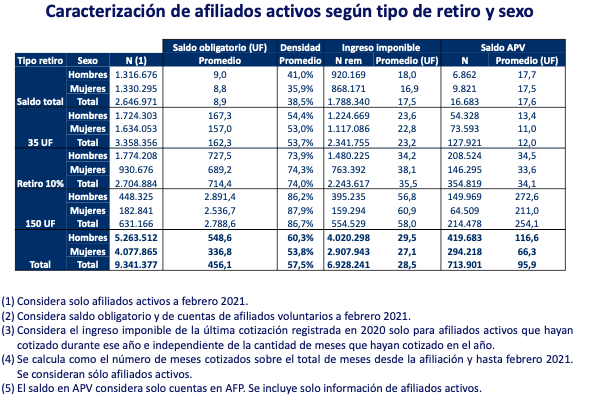 Caracterización de afiliados activos según tipo de retiro y sexo
Saldo obligatorio (UF) Densidad Ingreso imponible Saldo APV
Tipo retiro Sexo N (1) Promedio Promedio N rem Promedio (UF) N Promedio (UF)
Hombres 1.316.676 9,0 41,0% 920.169 18,0 6.862 17,7
Mujeres 1.330.295 8,8 35,9% 868.171 16,9 9.821 17,5
Saldo total Total 2.646.971 8,9 38,5% 1.788.340 17,5 16.683 17,6
Hombres 1.724.303 167,3 54,4% 1.224.669 23,6 54.328 13,4
Mujeres 1.634.053 157,0 53,0% 1.117.086 22,8 73.593 11,0
35 UF Total 3.358.356 162,3 53,7% 2.341.755 23,2 127.921 12,0
Hombres 1.774.208 727,5 73,9% 1.480.225 34,2 208.524 34,5
Mujeres 930.676 689,2 74,3% 763.392 38,1 146.295 33,6
Retiro 10% Total 2.704.884 714,4 74,0% 2.243.617 35,5 354.819 34,1
Hombres 448.325 2.891,4 86,2% 395.235 56,8 149.969 272,6
Mujeres 182.841 2.536,7 87,9% 159.294 60,9 64.509 211,0
150 UF Total 631.166 2.788,6 86,7% 554.529 58,0 214.478 254,1
Hombres 5.263.512 548,6 60,3% 4.020.298 29,5 419.683 116,6
Mujeres 4.077.865 336,8 53,8% 2.907.943 27,1 294.218 66,3
Total Total 9.341.377 456,1 57,5% 6.928.241 28,5 713.901 95,9
(1) Considera solo afiliados activos a febrero 2021.
(2) Considera saldo obligatorio y de cuentas de afiliados voluntarios a febrero 2021.
(3) Considera el ingreso imponible de la última cotización registrada en 2020 solo para afiliados activos que hayan
cotizado durante ese año e independiente de la cantidad de meses que hayan cotizado en el año.
(4) Se calcula como el número de meses cotizados sobre el total de meses desde la afiliación y hasta febrero 2021.
Se consideran sólo afiliados activos.
(5) El saldo en APV considera solo cuentas en AFP. Se incluye solo información de afiliados activos.